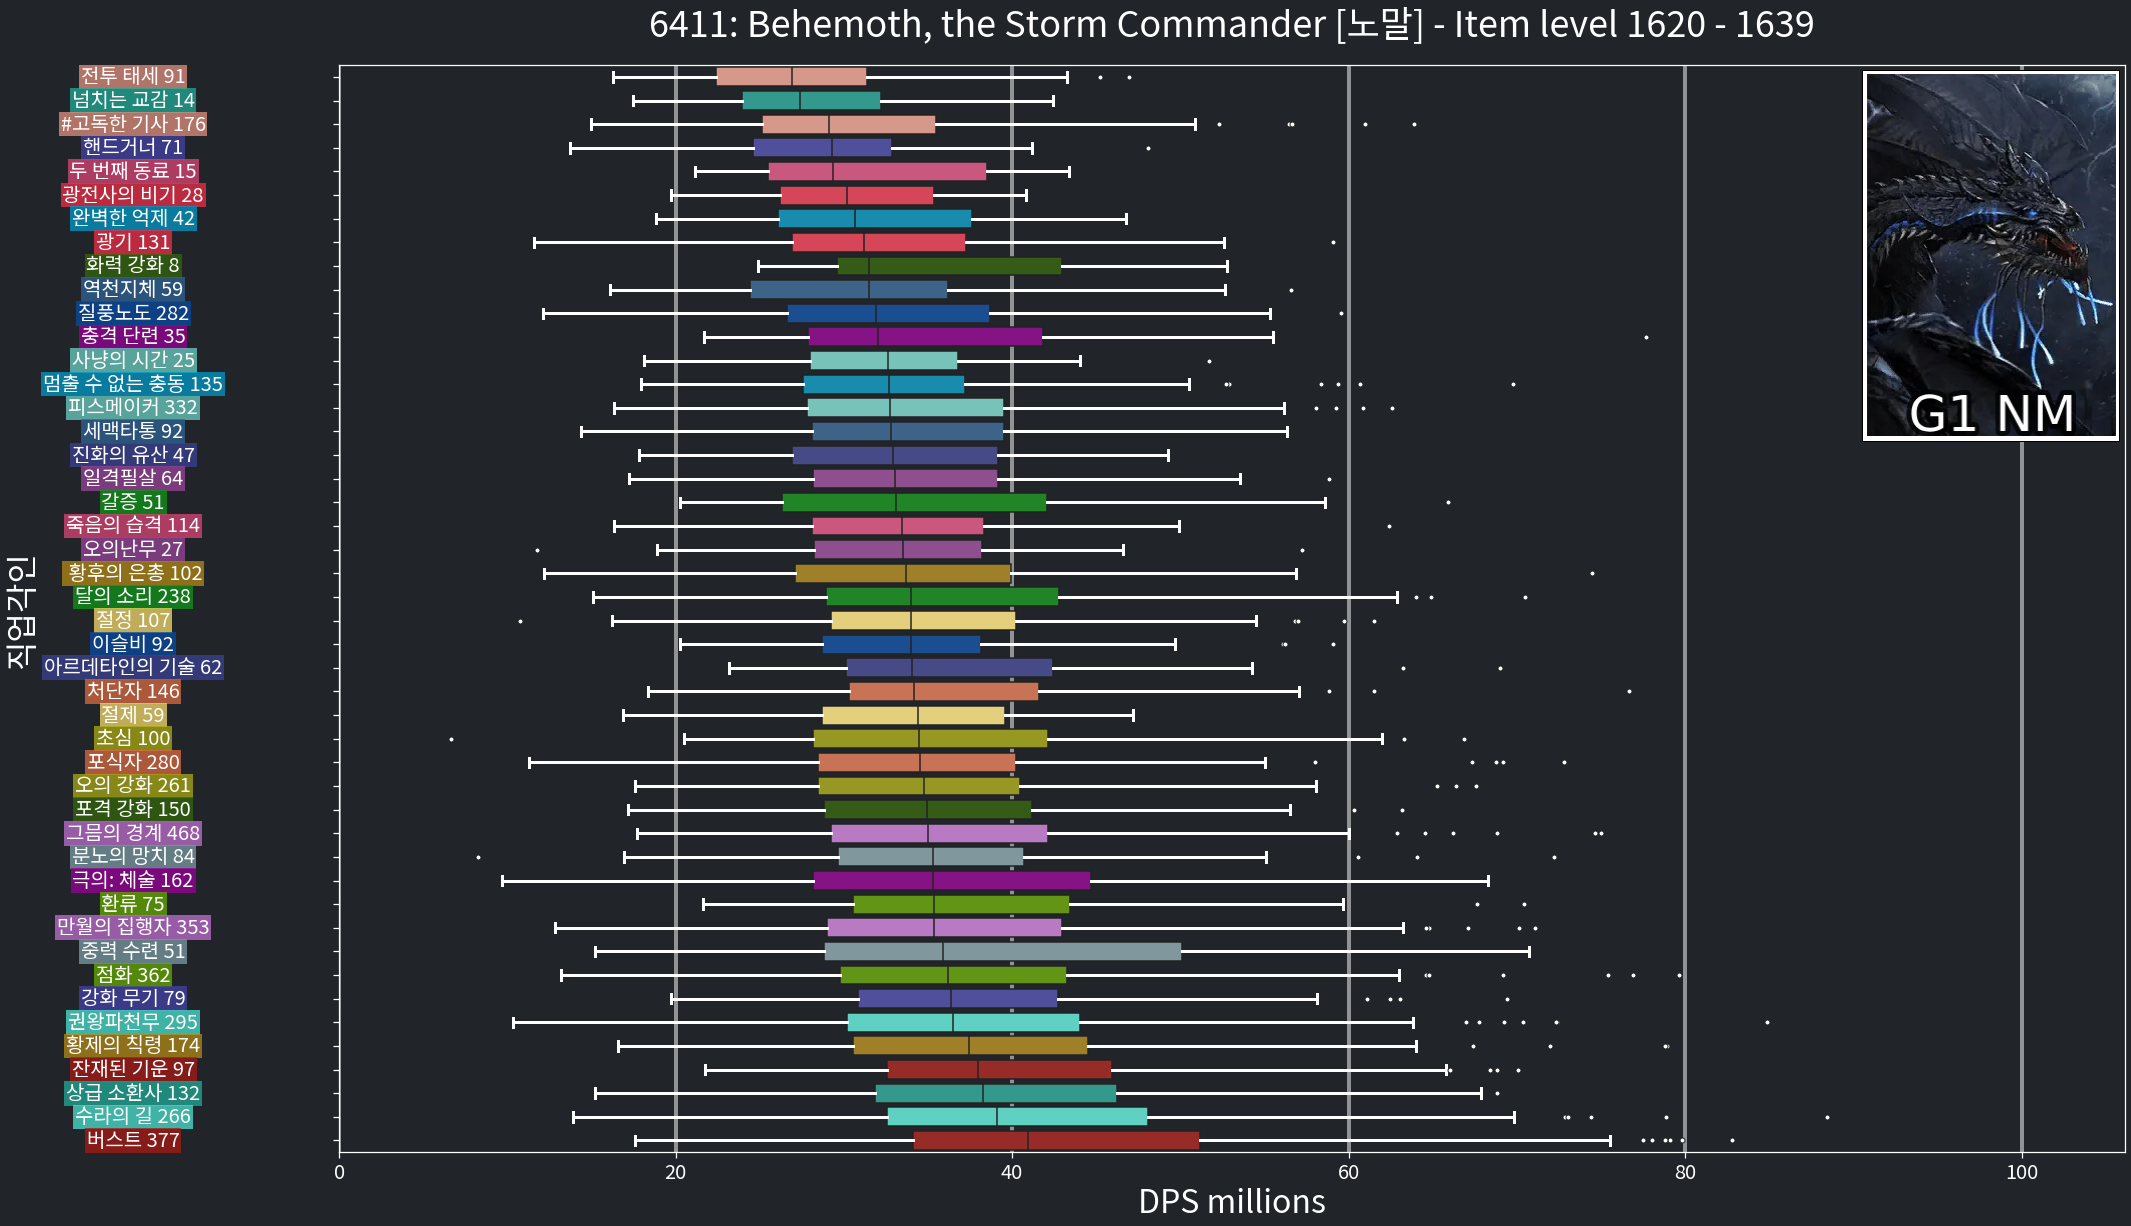 6411: Behemoth, the Storm Commander [노말] - Item level 1620 - 1639
전투 태세 91
넘치는 교감 14
#고독한 기사 176
핸드거너 71
두 번째 동료 15
광전사의 비기 28
완벽한 억제 42
광기 131
화력 강화 8
역천지체 59
질풍노도 282
충격 단련 35
사냥의 시간 25
멈출 수 없는 충동 135
피스메이커 332
세맥타통 92
진화의 유산 47
일격필살 64
갈증 51
죽음의 습격 114
오의난무 27
황후의 은총 102
달의 소리 238
절정 107
이슬비 92
아르데타인의 기술 62
처단자 146
절제 59
초심 100
포식자 280
오의 강화 261
포격 강화 150
그믐의 경계 468
분노의 망치 84
극의: 체술 162
환류 75
만월의 집행자 353
중력 수련 51
점화 362
강화 무기 79
권왕파천무 295
황제의 칙령 174
잔재된 기운 97
상급 소환사 132
수라의 길 266
버스트 377
직업각인
G1 NM
0 20 40 60 80 100
DPS millions